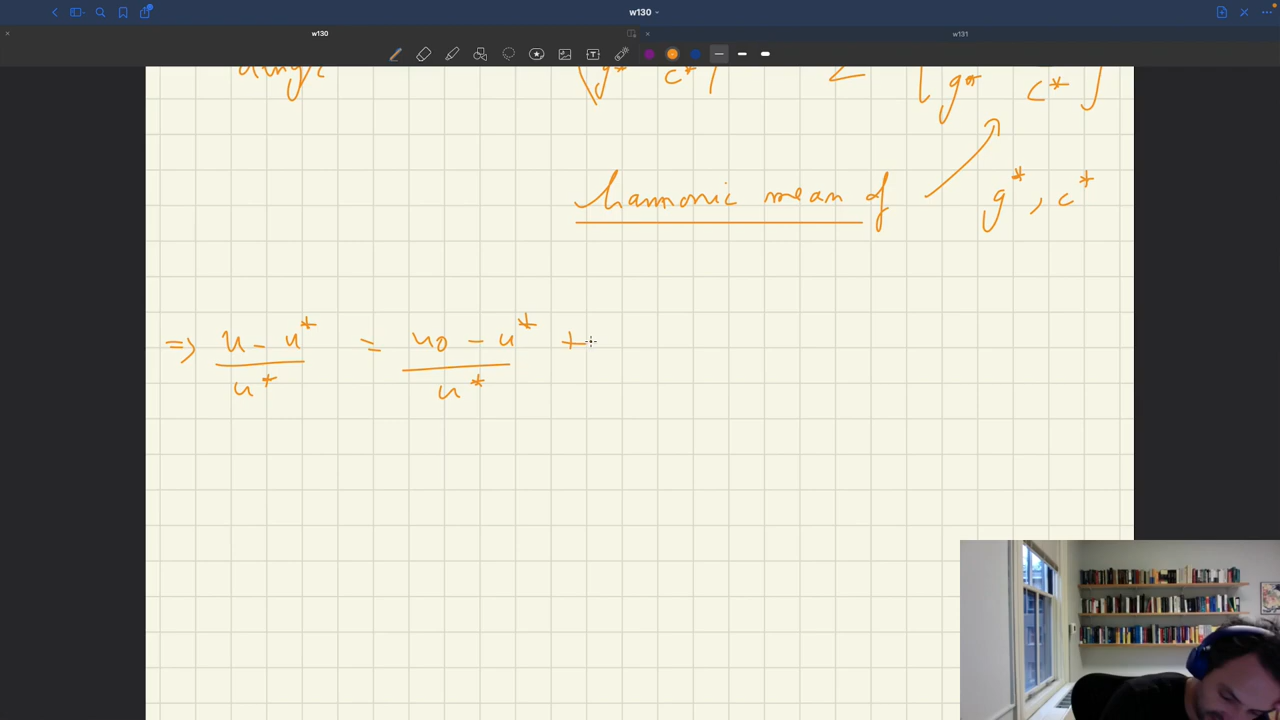 w130
w130
w131
(g* c*) ∠ [g* c*]
harmonic mean of g*, c*
=> u - u* / u* = u0 - u* / u* +